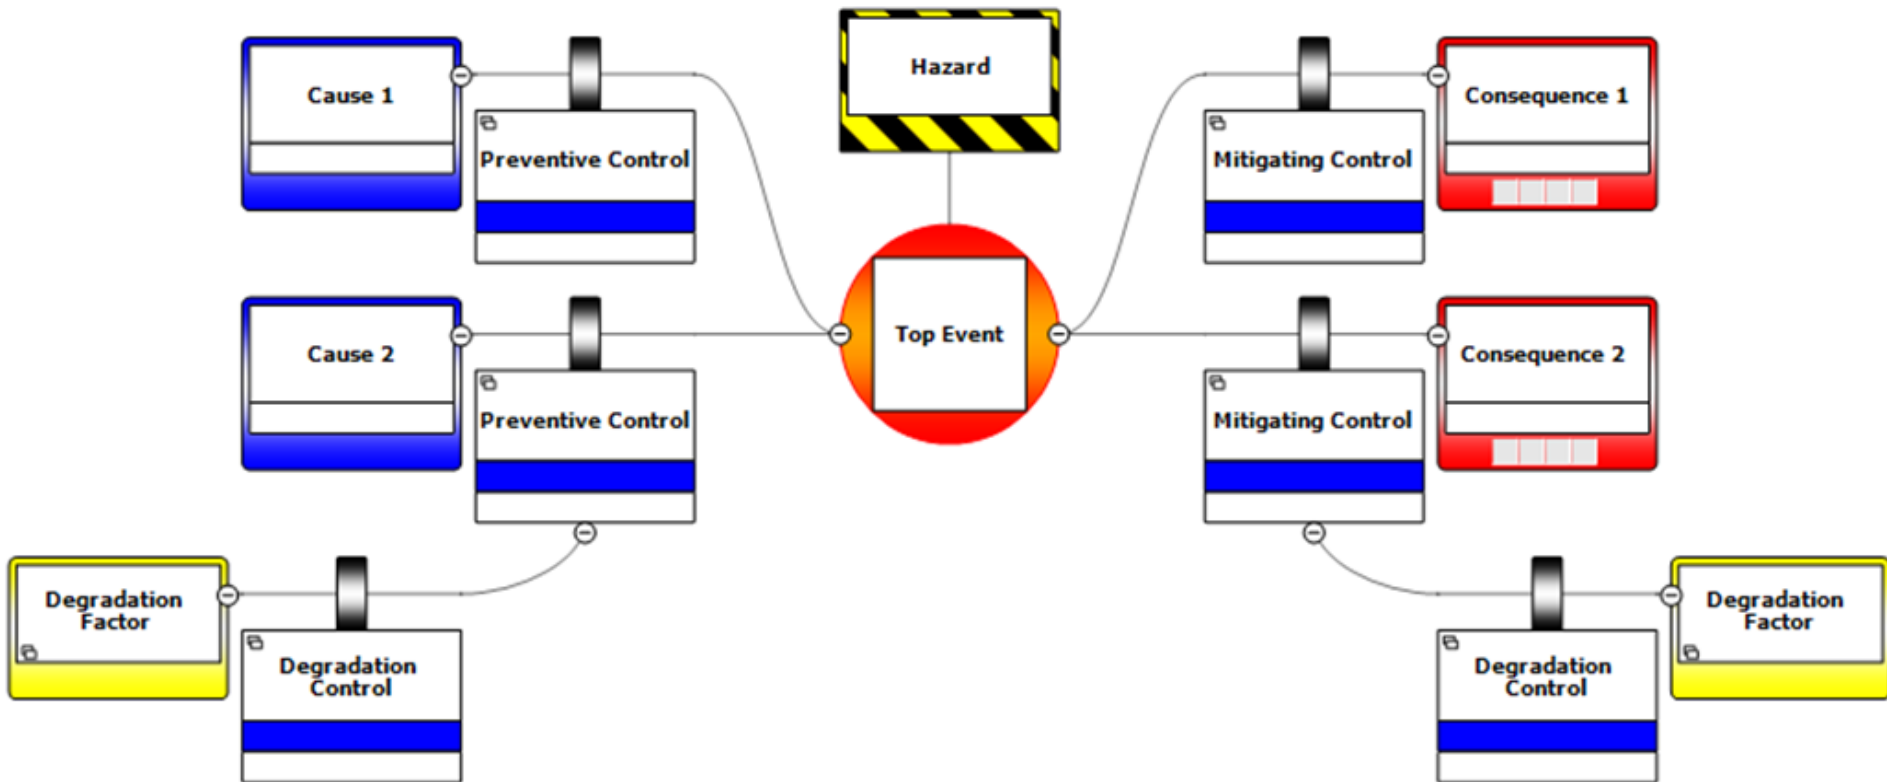 Hazard
Cause 1
Consequence 1
Preventive Control
Mitigating Control
Top Event
Cause 2
Consequence 2
Preventive Control
Mitigating Control
Degradation
Factor
Degradation
Factor
Degradation
Control
Degradation
Control